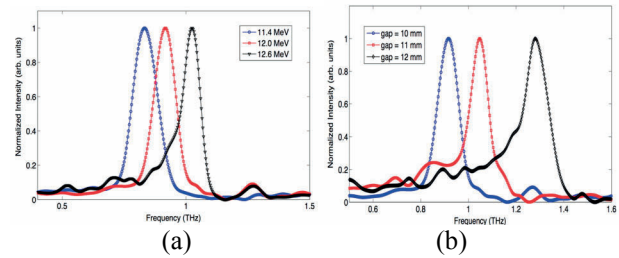 11.4 MeV
12.0 MeV
12.6 MeV
Normalized Intensity (arb. units)
1
0.8
0.6
0.4
0.2
0
0.5
1
1.5
Frequency (THz)
(a)
gap = 10 mm
gap = 11 mm
gap = 12 mm
Normalized Intensity (arb. units)
1.2
1
0.8
0.6
0.4
0.2
0
0.6
0.8
1
1.2
1.4
1.6
Frequency (THz)
(b)